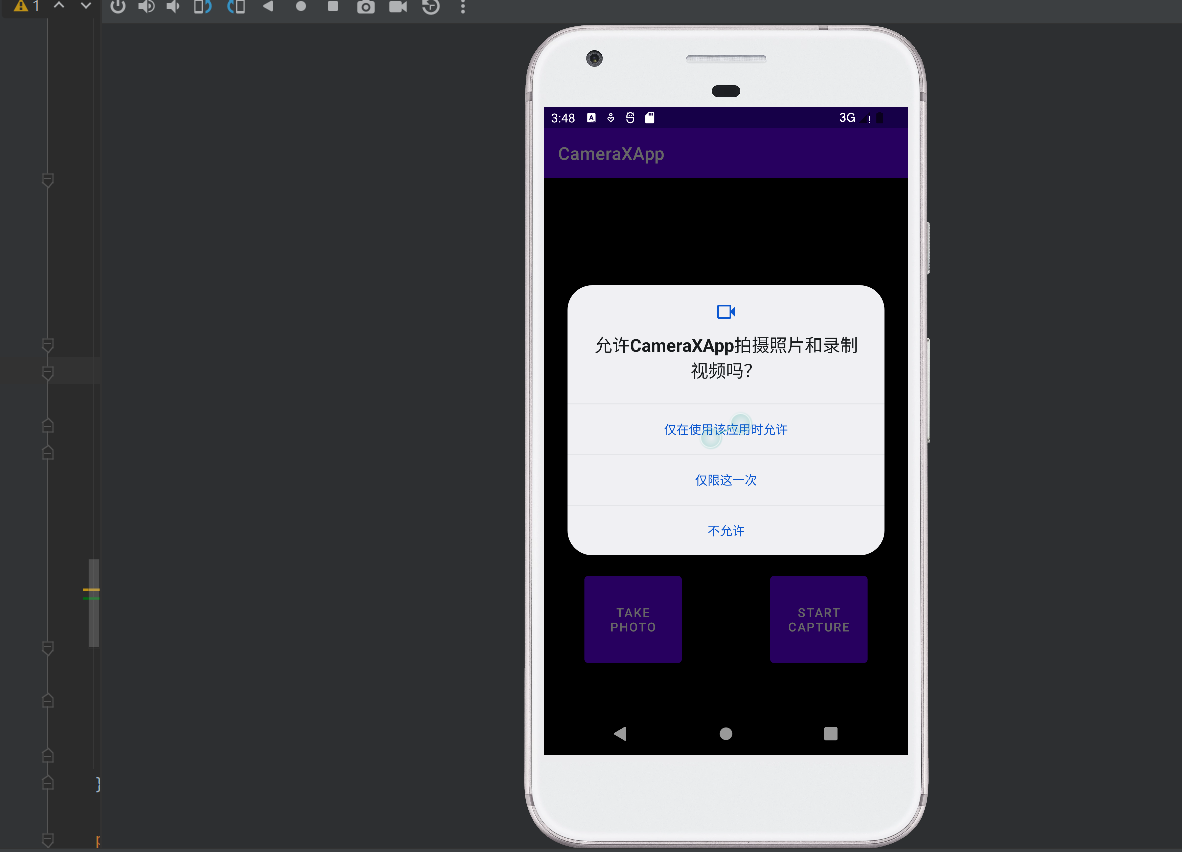 1
3:48
3G
CameraXApp
允许CameraXApp拍摄照片和录制
视频吗？
仅在使用该应用时允许
仅限这一次
不允许
TAKE
PHOTO
START
CAPTURE
}